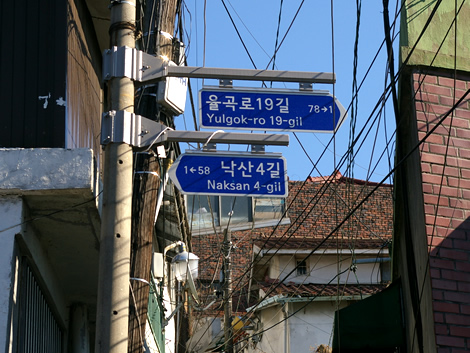 율곡로19길 78→1
Yulgok-ro 19-gil
1←58 낙산4길
Naksan 4-gil